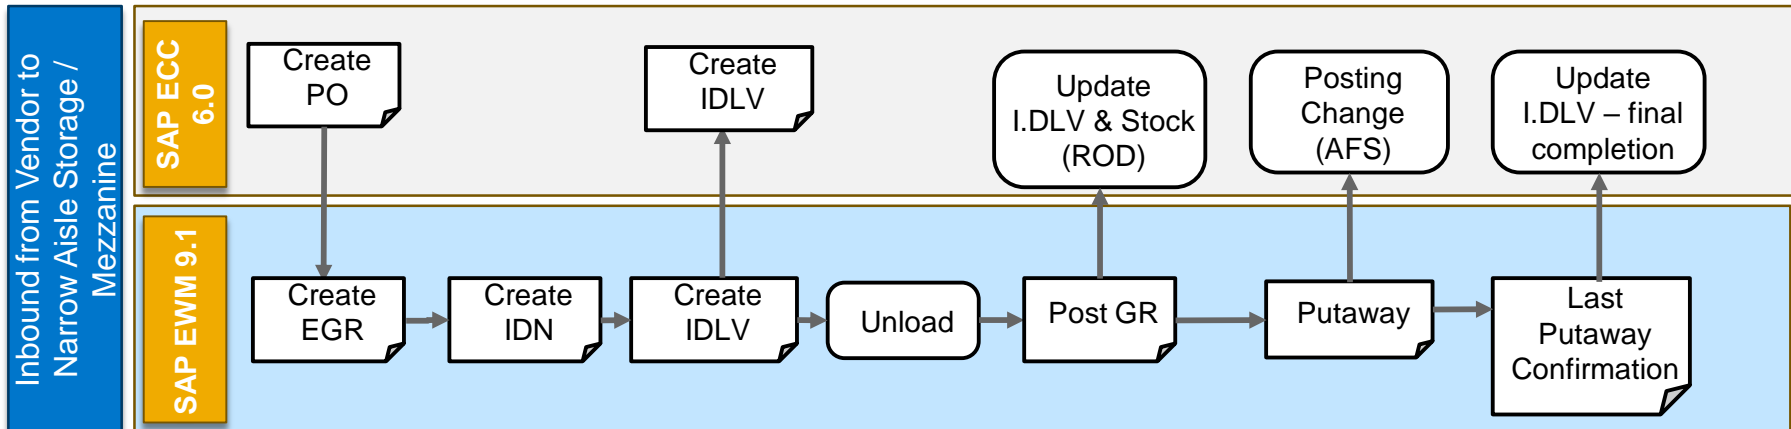 Inbound from Vendor to
Narrow Aisle Storage /
Mezzanine
SAP ECC
6.0
Create
PO
Create
IDLV
Update
I.DLV & Stock
(ROD)
Posting
Change
(AFS)
Update
I.DLV – final
completion
SAP EWM 9.1
Create
EGR
Create
IDN
Create
IDLV
Unload
Post GR
Putaway
Last
Putaway
Confirmation